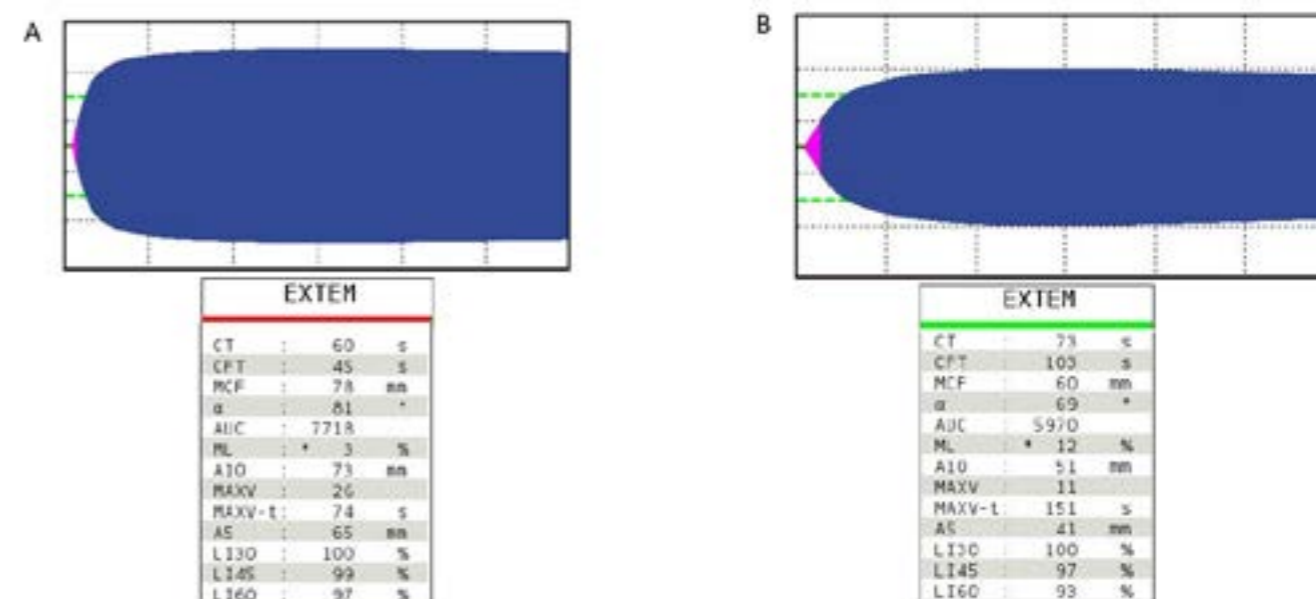 A
B
EXTEM
CT : 60 s
CFT : 45 s
MCF : 78 mm
α : 81 °
AUC : 7718
ML : * 3 %
A10 : 73 mm
MAXV : 26
MAXV-t: 74 s
A5 : 65 mm
LI30 : 100 %
LI45 : 99 %
LI60 : 97 %
EXTEM
CT : 73 s
CFT : 103 s
MCF : 60 mm
α : 69 °
AUC : 5970
ML : * 12 %
A10 : 51 mm
MAXV : 11
MAXV-t: 151 s
A5 : 41 mm
LI30 : 100 %
LI45 : 97 %
LI60 : 93 %